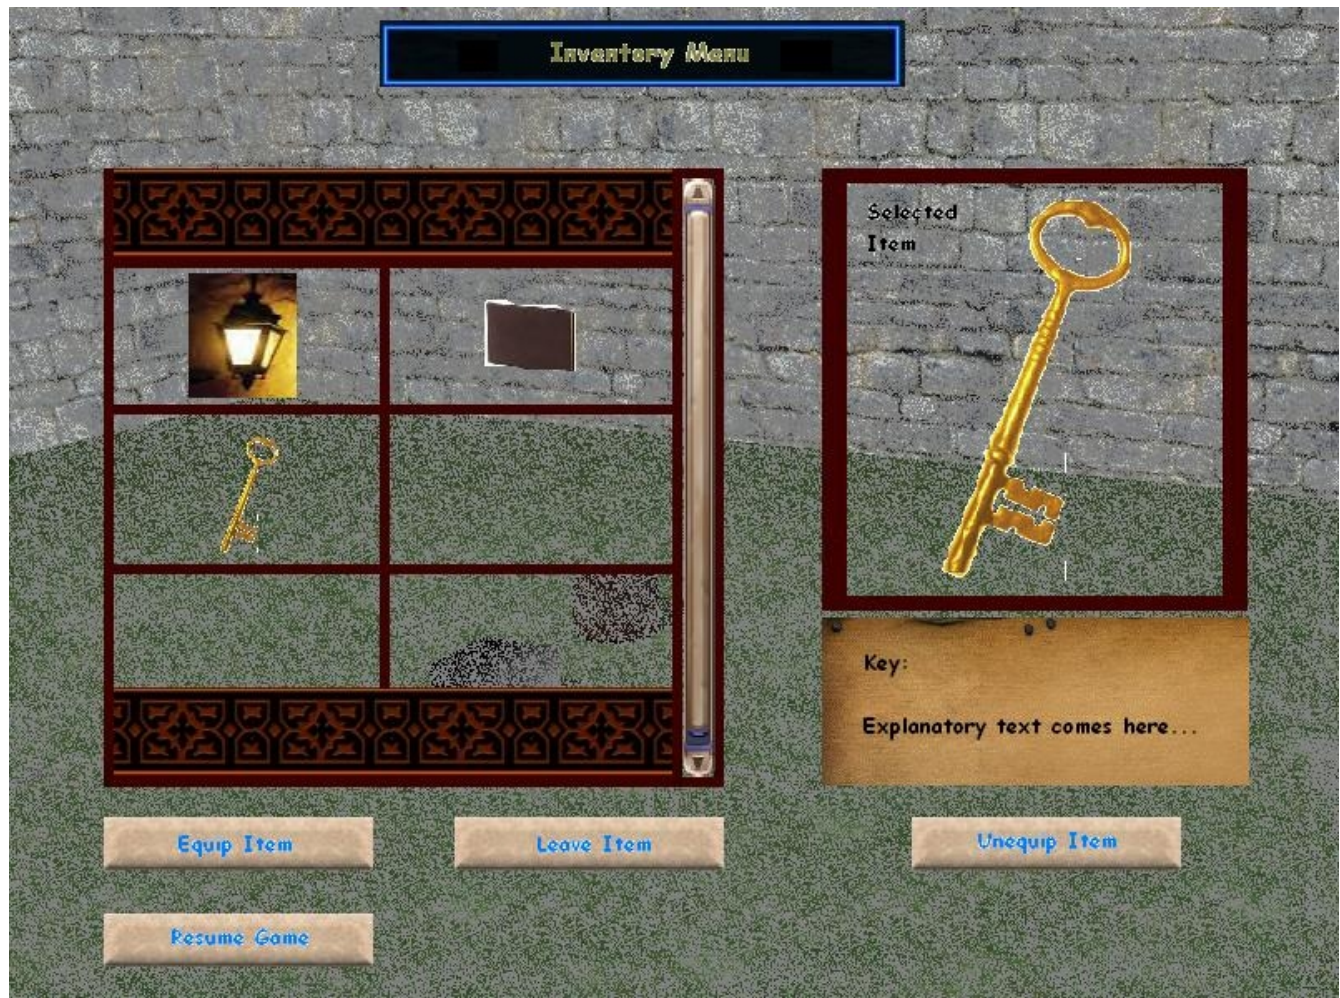 Inventory Menu
Selected
Item
Key:
Explanatory text comes here...
Equip Item
Leave Item
Unequip Item
Resume Game